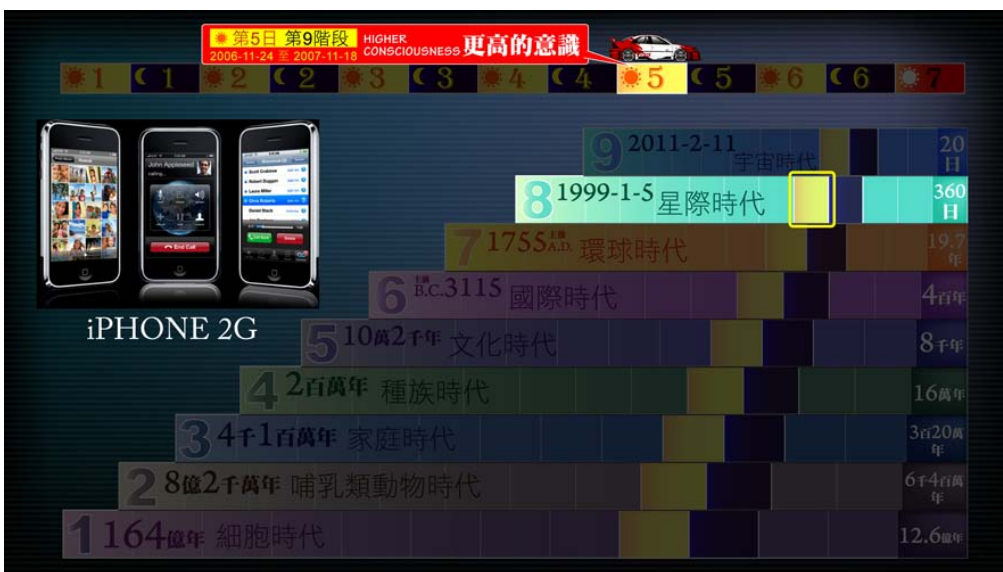 第5日 第9階段
2006-11-24 至 2007-11-18
HIGHER
CONSCIOUSNESS
更高的意識
1 1 2 2 3 3 4 4 5 5 6 6 7
John Appleseed
calling...
End Call
iPHONE 2G
9 2011-2-11 宇宙時代 20日
8 1999-1-5 星際時代 360日
7 1755 A.D. 環球時代 19.7年
6 B.C.3115 國際時代 4百年
5 10萬2千年 文化時代 8千年
4 2百萬年 種族時代 16萬年
3 4千1百萬年 家庭時代 3百20萬年
2 8億2千萬年 哺乳類動物時代 6千4百萬年
1 164億年 細胞時代 12.6億年